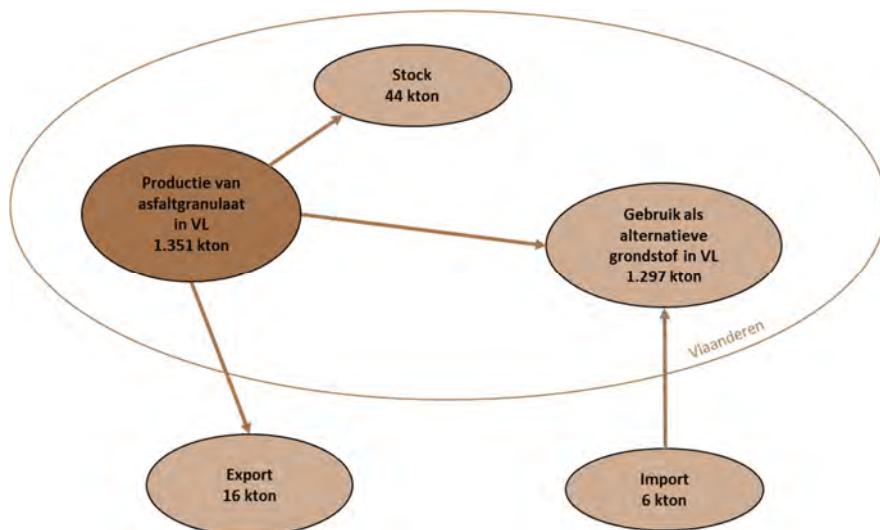 Stock
44 kton
Productie van
asfaltgranulaat
in VL
1.351 kton
Gebruik als
alternatieve
grondstof in VL
1.297 kton
Vlaanderen
Export
16 kton
Import
6 kton